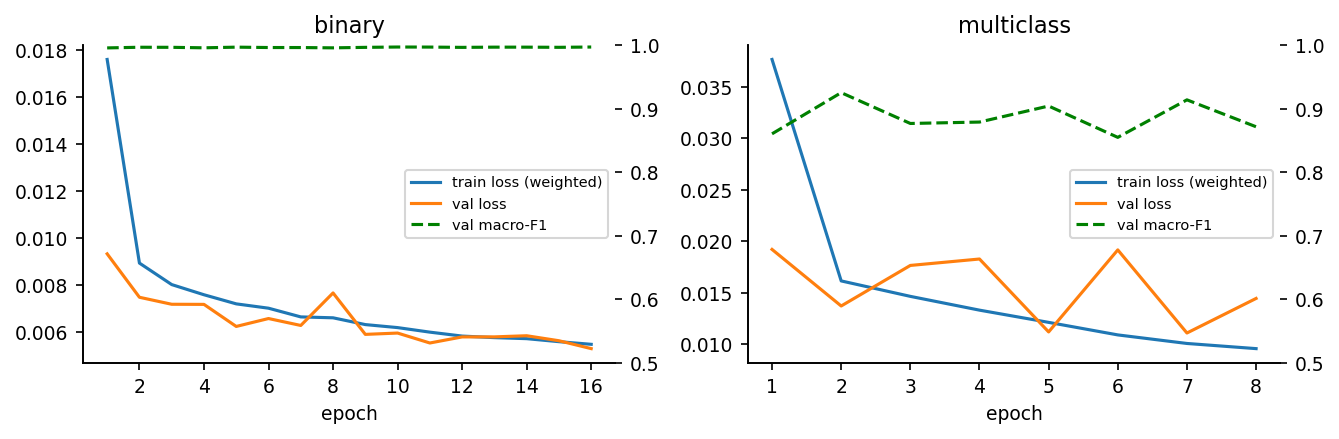 binary
0.018
0.016
0.014
0.012
0.010
0.008
0.006
1.0
0.9
0.8
0.7
0.6
0.5
train loss (weighted)
val loss
val macro-F1
2 4 6 8 10 12 14 16
epoch
multiclass
0.035
0.030
0.025
0.020
0.015
0.010
1.0
0.9
0.8
0.7
0.6
0.5
train loss (weighted)
val loss
val macro-F1
1 2 3 4 5 6 7 8
epoch